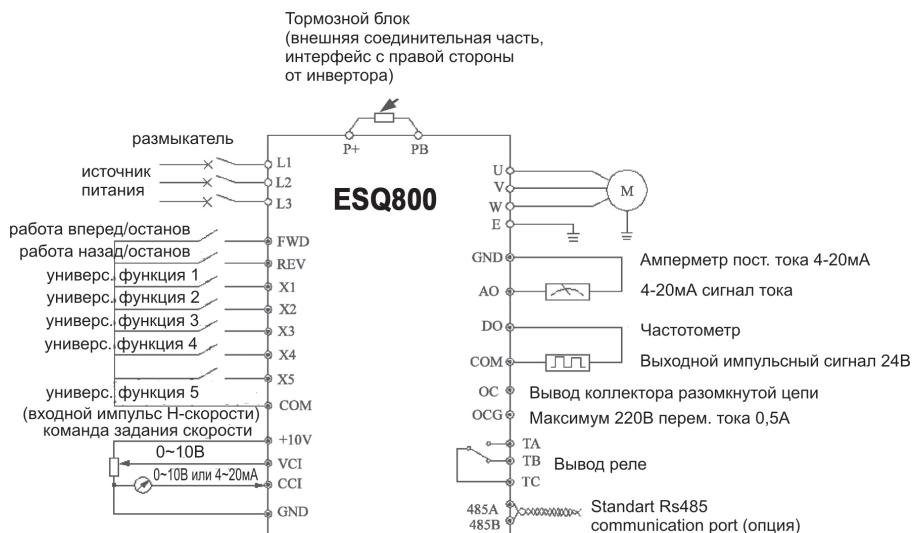 Тормозной блок
(внешняя соединительная часть,
интерфейс с правой стороны
от инвертора)
размыкатель
источник
питания
P+
PB
L1
L2
L3
ESQ800
U
V
W
E
M
работа вперед/останов
FWD
работа назад/останов
REV
универс. функция 1
X1
универс. функция 2
X2
универс. функция 3
X3
универс. функция 4
X4
X5
универс. функция 5
(входной импульс Н-скорости)
COM
команда задания скорости
+10V
0~10В
VCI
0~10В или 4~20мА
CCI
GND
GND
Амперметр пост. тока 4-20мА
AO
4-20мА сигнал тока
DO
Частотометр
COM
Выходной импульсный сигнал 24В
OC
Вывод коллектора разомкнутой цепи
OCG
Максимум 220В перем. тока 0,5А
TA
TB
Вывод реле
TC
485A
Standart Rs485
485B
communication port (опция)